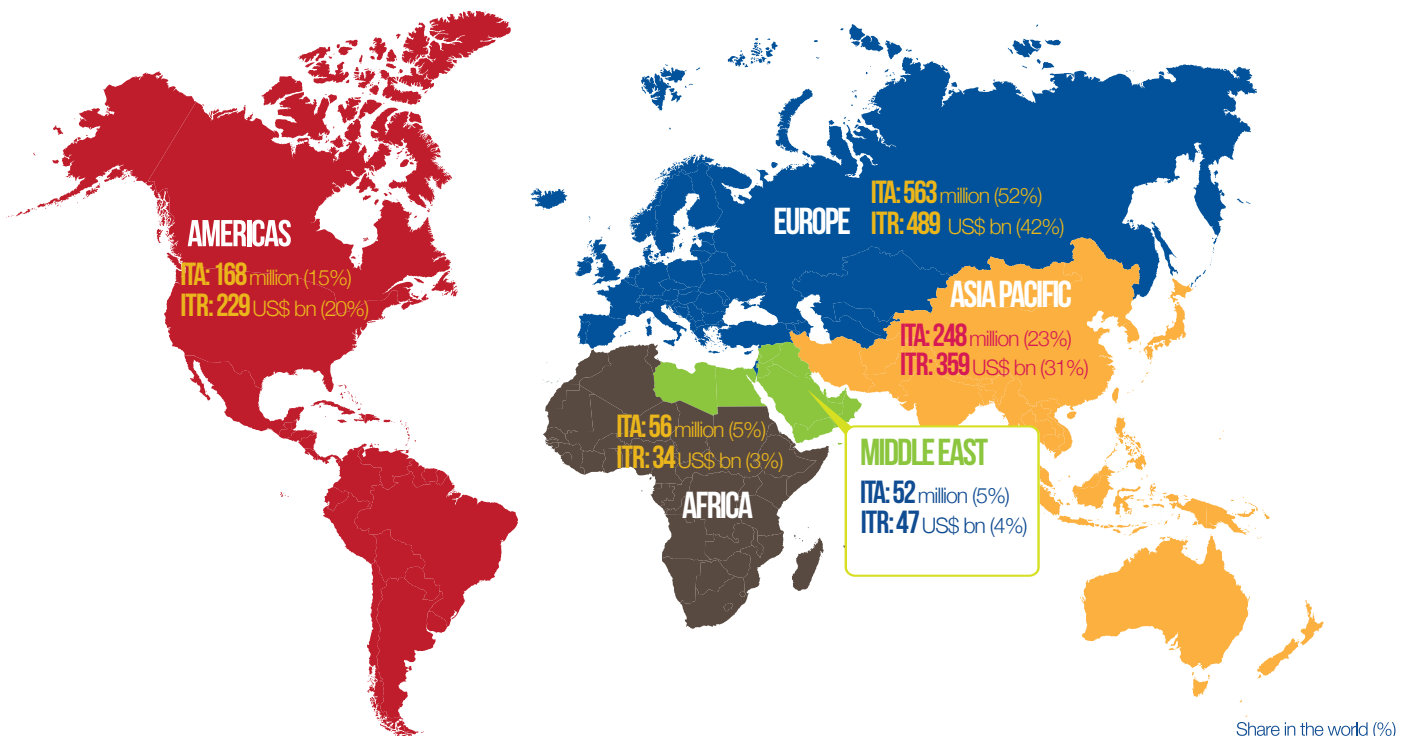 AMERICAS
ITA: 168 million (15%)
ITR: 229 US$ bn (20%)
EUROPE
ITA: 563 million (52%)
ITR: 489 US$ bn (42%)
ASIA PACIFIC
ITA: 248 million (23%)
ITR: 359 US$ bn (31%)
ITA: 56 million (5%)
ITR: 34 US$ bn (3%)
AFRICA
MIDDLE EAST
ITA: 52 million (5%)
ITR: 47 US$ bn (4%)
Share in the world (%)